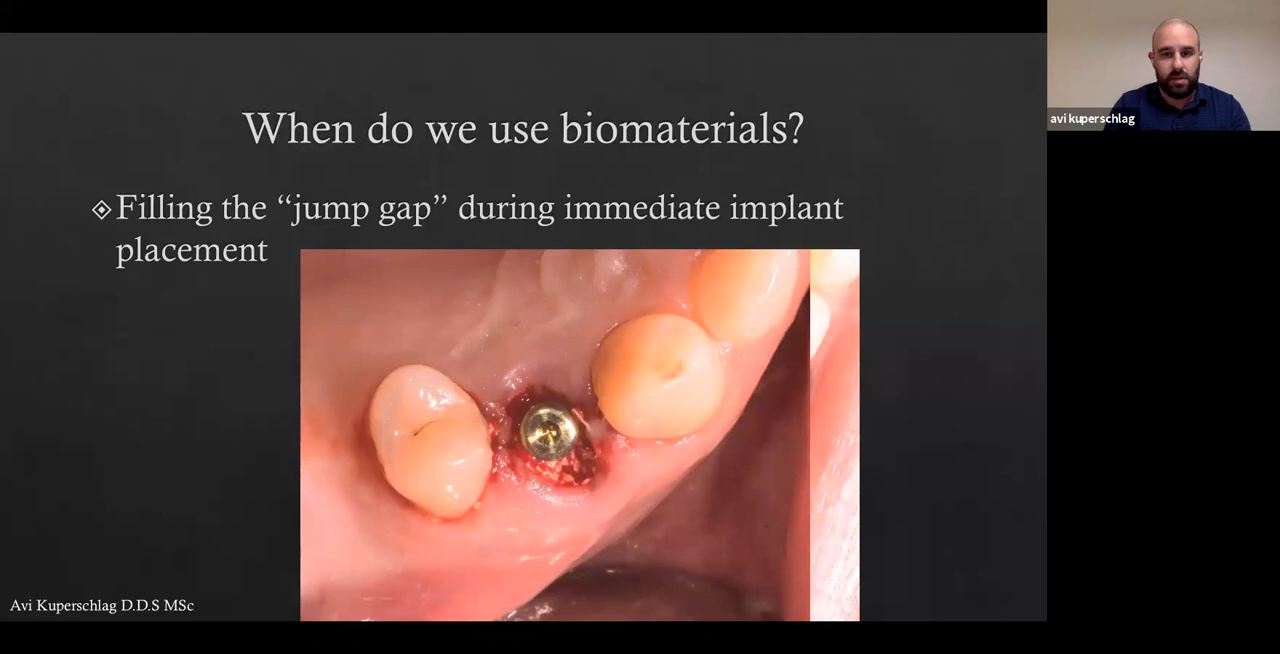 When do we use biomaterials?
Filling the “jump gap” during immediate implant
placement
Avi Kuperschlag D.D.S MSc
avi kuperschlag